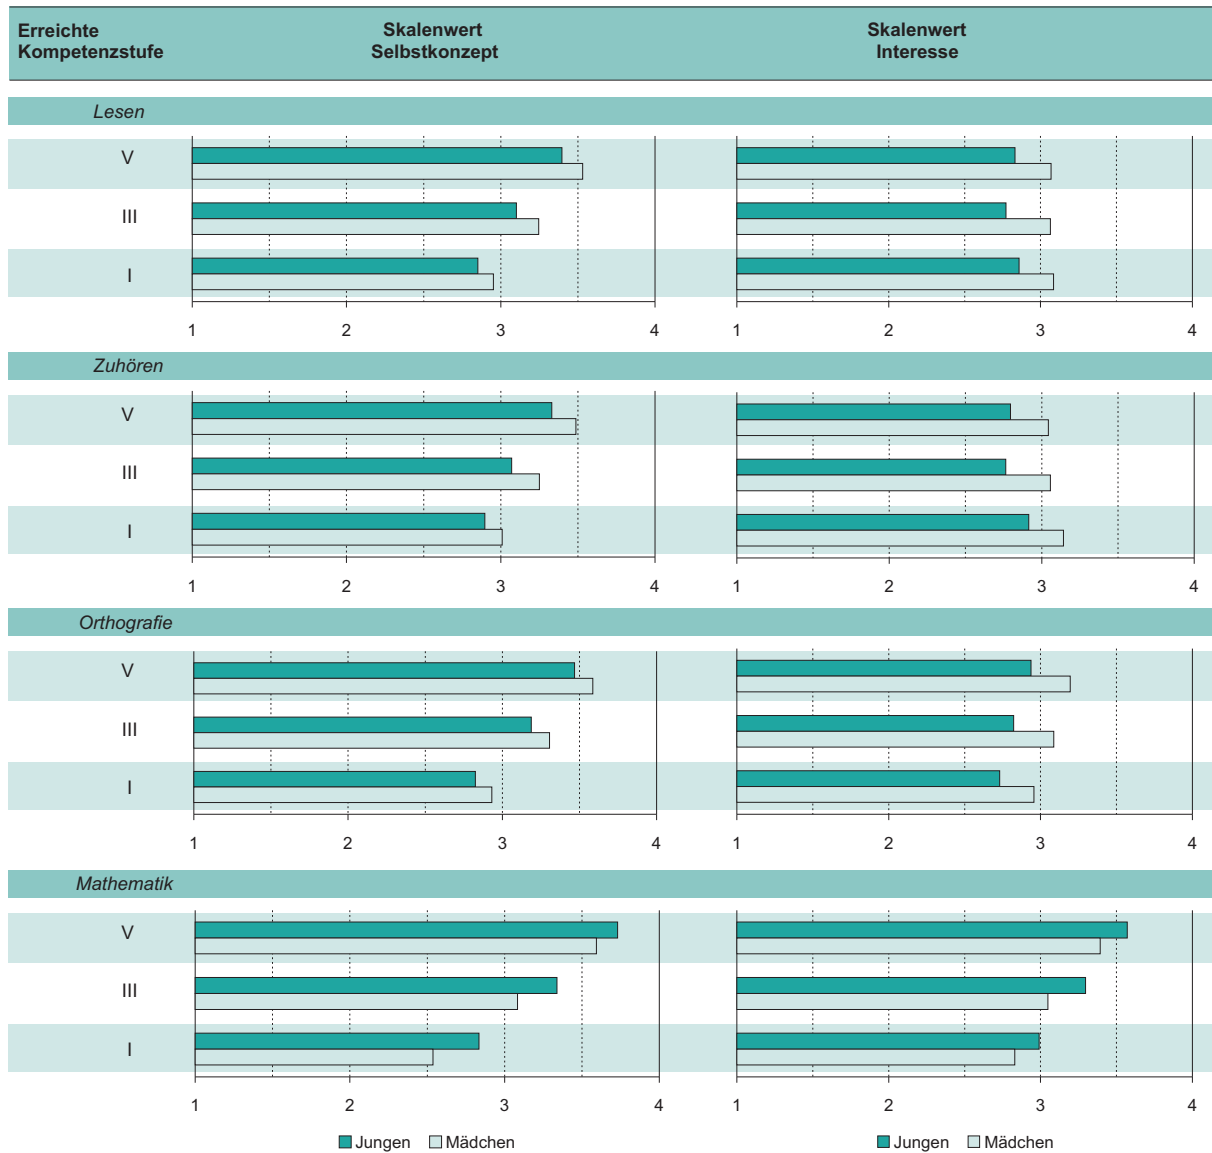 Erreichte
Kompetenzstufe
Skalenwert
Selbstkonzept
Skalenwert
Interesse
Lesen
V
III
I
1 2 3 4 1 2 3 4
Zuhören
V
III
I
1 2 3 4 1 2 3 4
Orthografie
V
III
I
1 2 3 4 1 2 3 4
Mathematik
V
III
I
1 2 3 4 1 2 3 4
Jungen Mädchen Jungen Mädchen